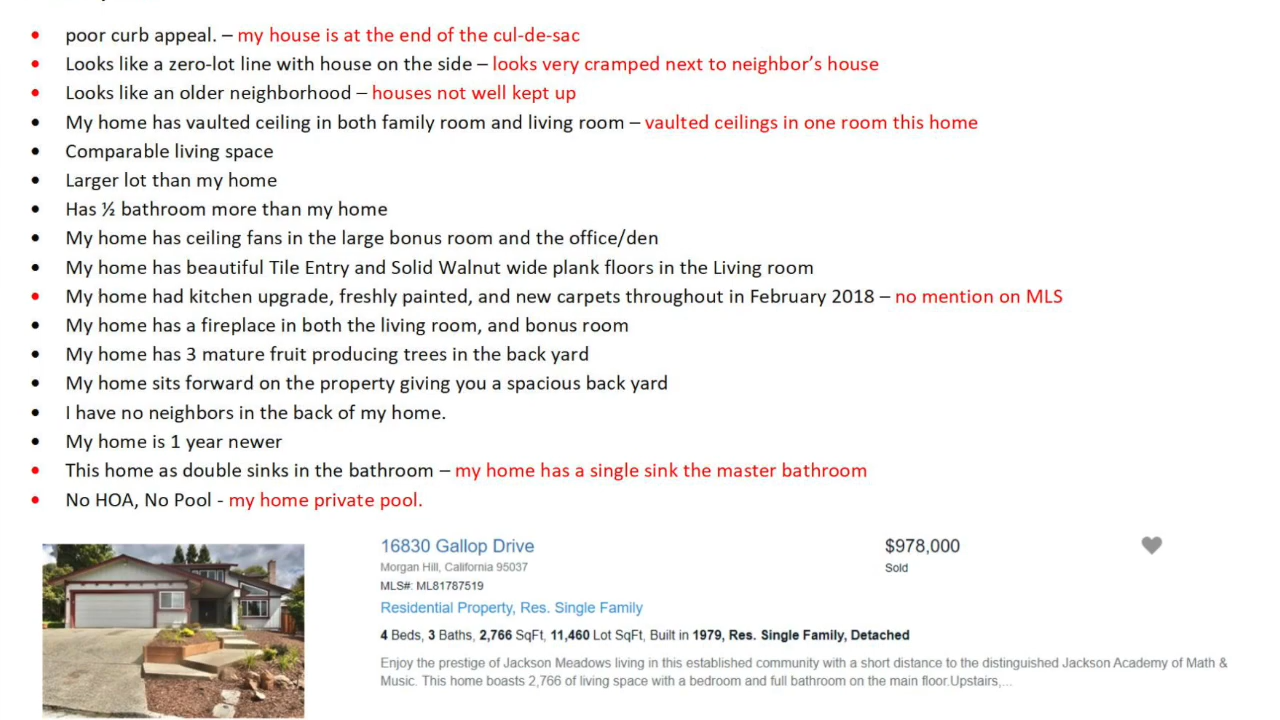 poor curb appeal. – my house is at the end of the cul-de-sac
Looks like a zero-lot line with house on the side – looks very cramped next to neighbor's house
Looks like an older neighborhood – houses not well kept up
My home has vaulted ceiling in both family room and living room – vaulted ceilings in one room this home
Comparable living space
Larger lot than my home
Has ½ bathroom more than my home
My home has ceiling fans in the large bonus room and the office/den
My home has beautiful Tile Entry and Solid Walnut wide plank floors in the Living room
My home had kitchen upgrade, freshly painted, and new carpets throughout in February 2018 – no mention on MLS
My home has a fireplace in both the living room, and bonus room
My home has 3 mature fruit producing trees in the back yard
My home sits forward on the property giving you a spacious back yard
I have no neighbors in the back of my home.
My home is 1 year newer
This home as double sinks in the bathroom – my home has a single sink the master bathroom
No HOA, No Pool - my home private pool.
16830 Gallop Drive
$978,000
Morgan Hill, California 95037
Sold
MLS#: ML81787519
Residential Property, Res. Single Family
4 Beds, 3 Baths, 2,766 SqFt, 11,460 Lot SqFt, Built in 1979, Res. Single Family, Detached
Enjoy the prestige of Jackson Meadows living in this established community with a short distance to the distinguished Jackson Academy of Math &
Music. This home boasts 2,766 of living space with a bedroom and full bathroom on the main floor.Upstairs,...